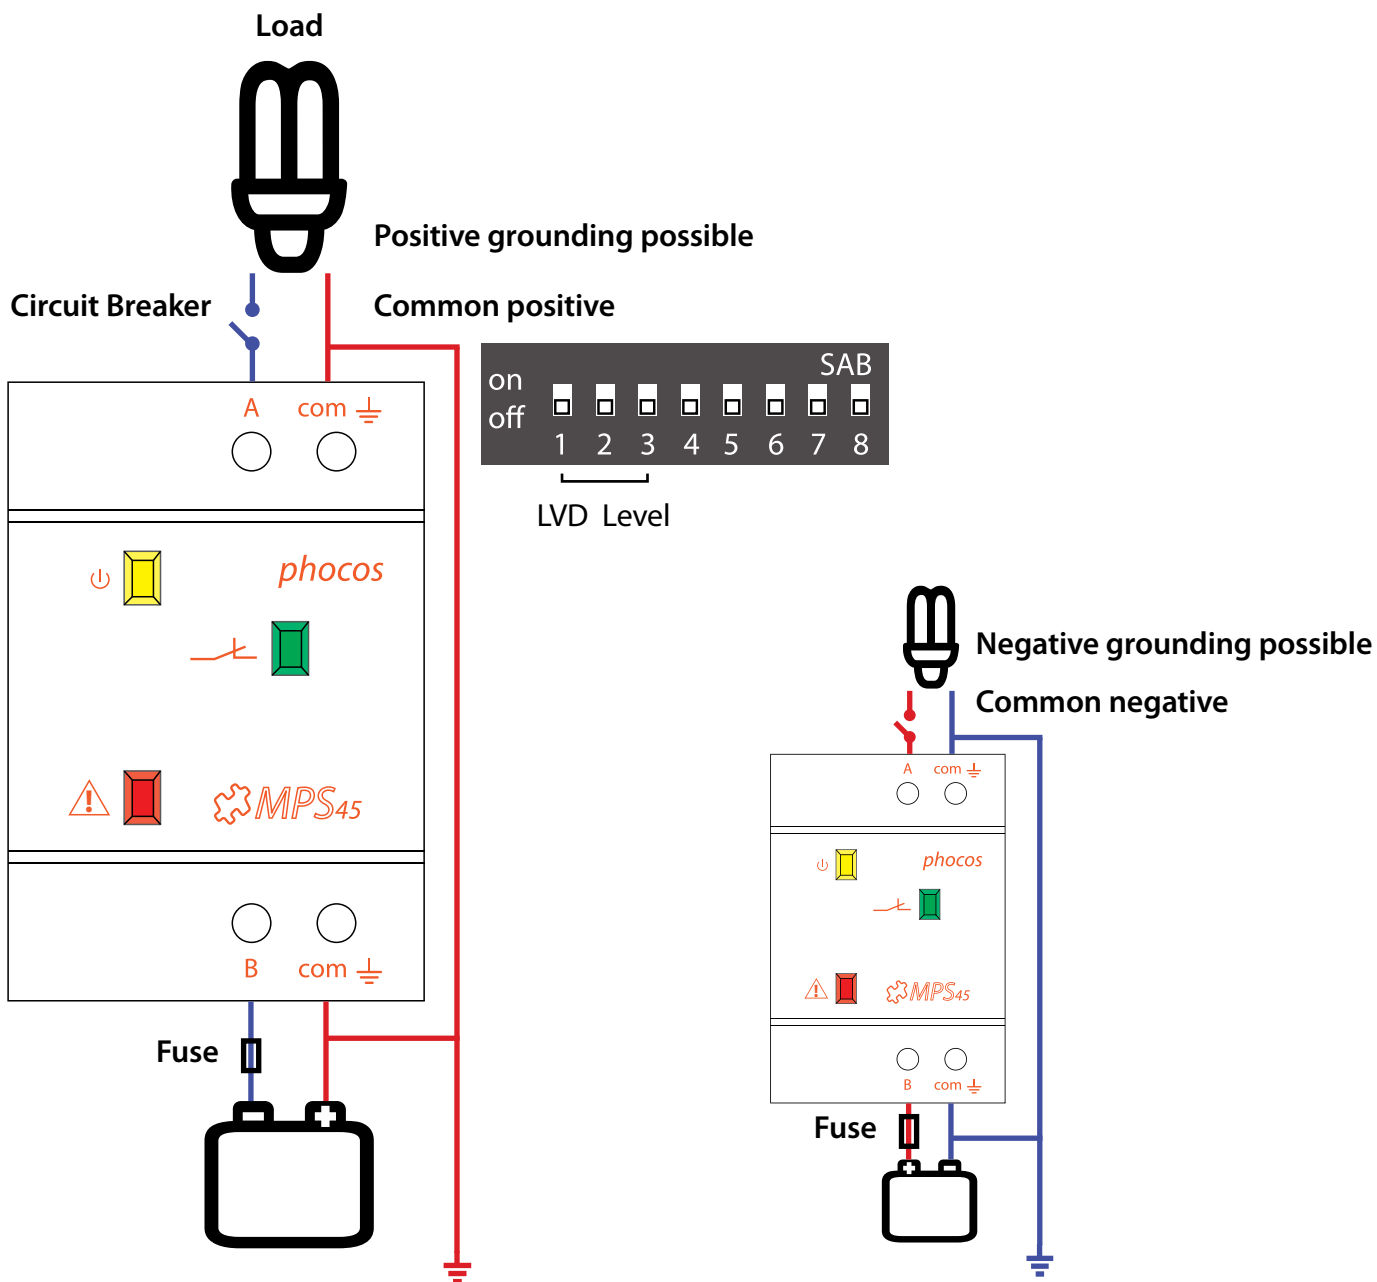 Load
Positive grounding possible
Circuit Breaker
Common positive
SAB
on
off
1 2 3 4 5 6 7 8
LVD Level
A com
phocos
MPS45
B com
Fuse
Negative grounding possible
Common negative
A com
phocos
MPS45
B com
Fuse